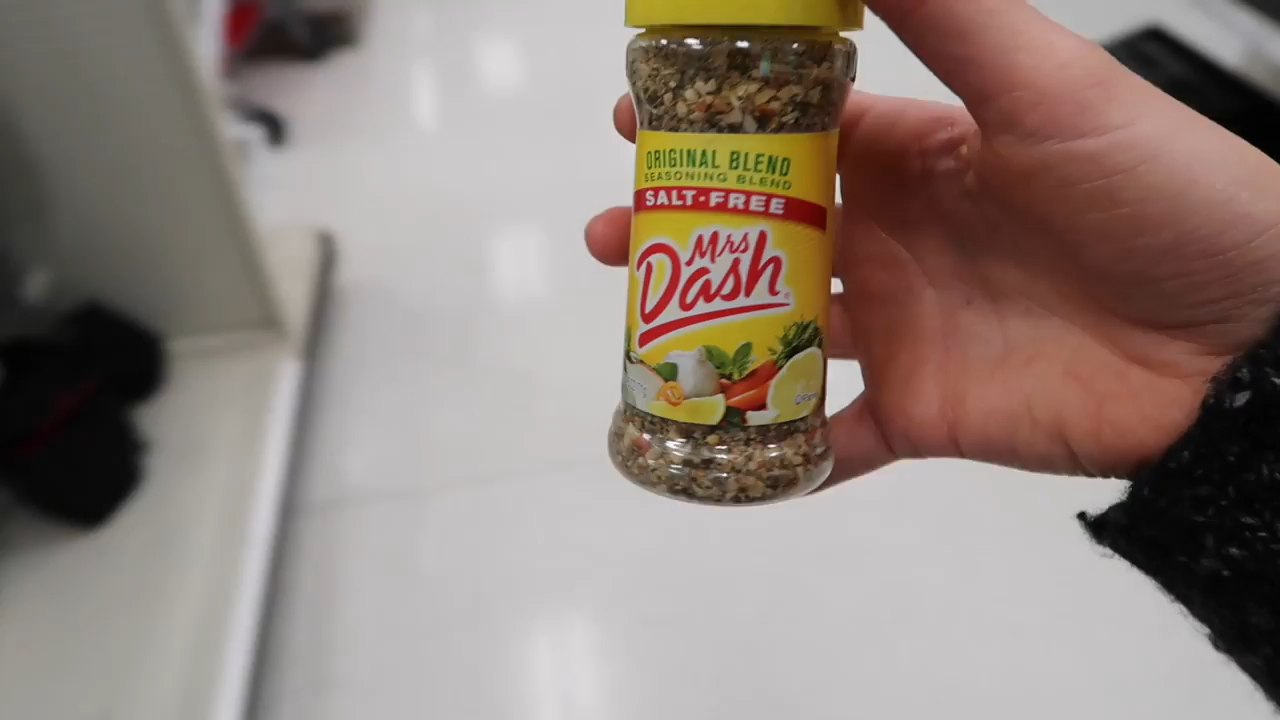 ORIGINAL BLEND
SEASONING BLEND
SALT-FREE
Mrs
Dash